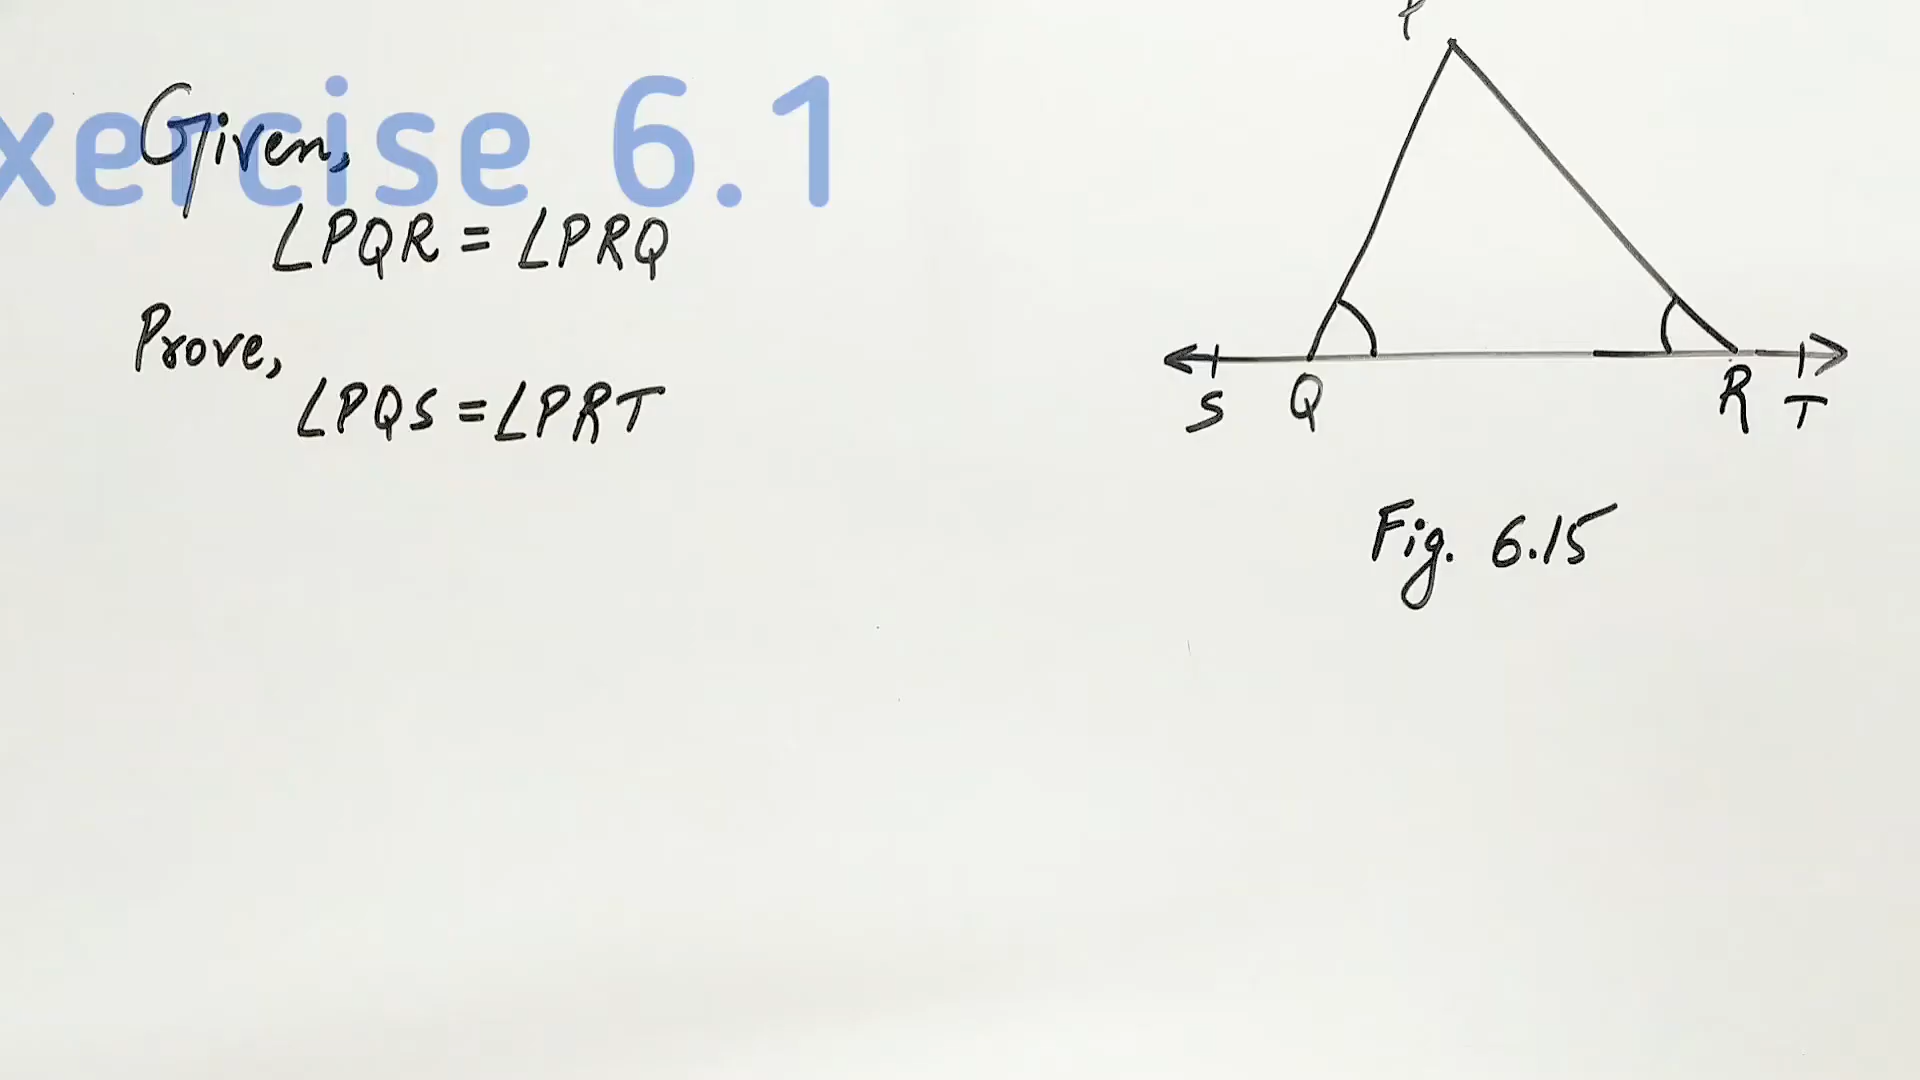 xercise 6.1
Given,
∠PQR = ∠PRQ
Prove,
∠PQS = ∠PRT
P
S Q R T
Fig. 6.15